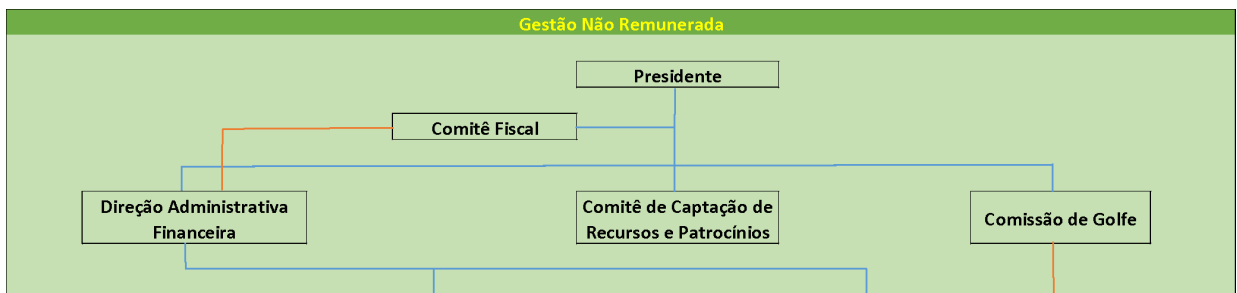 Gestão Não Remunerada
Presidente
Comitê Fiscal
Direção Administrativa
Financeira
Comitê de Captação de
Recursos e Patrocínios
Comissão de Golfe